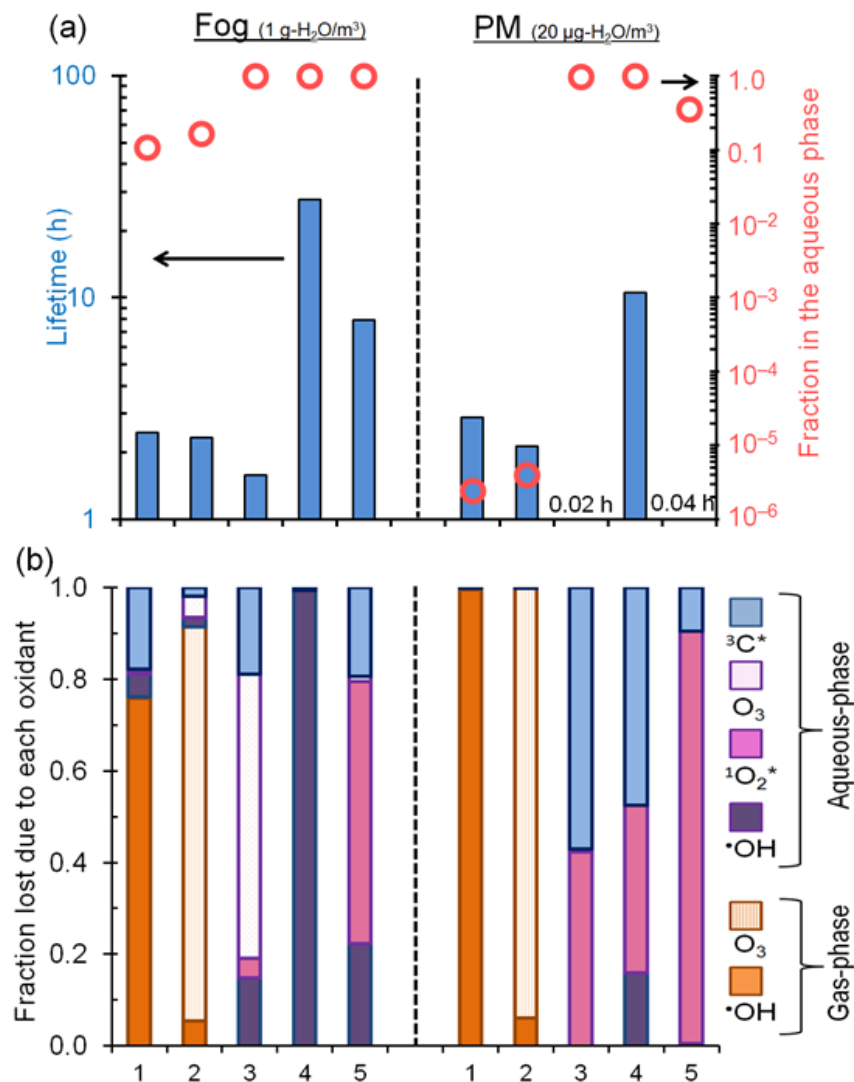 (a)
Fog (1 g-H₂O/m³)
PM (20 µg-H₂O/m³)
100
10
1
Lifetime (h)
0.02 h
0.04 h
1.0
0.1
10⁻²
10⁻³
10⁻⁴
10⁻⁵
10⁻⁶
Fraction in the aqueous phase
(b)
1.0
0.8
0.6
0.4
0.2
0.0
Fraction lost due to each oxidant
1 2 3 4 5 1 2 3 4 5
³C*
O₃
¹O₂*
•OH
Aqueous-phase
O₃
•OH
Gas-phase